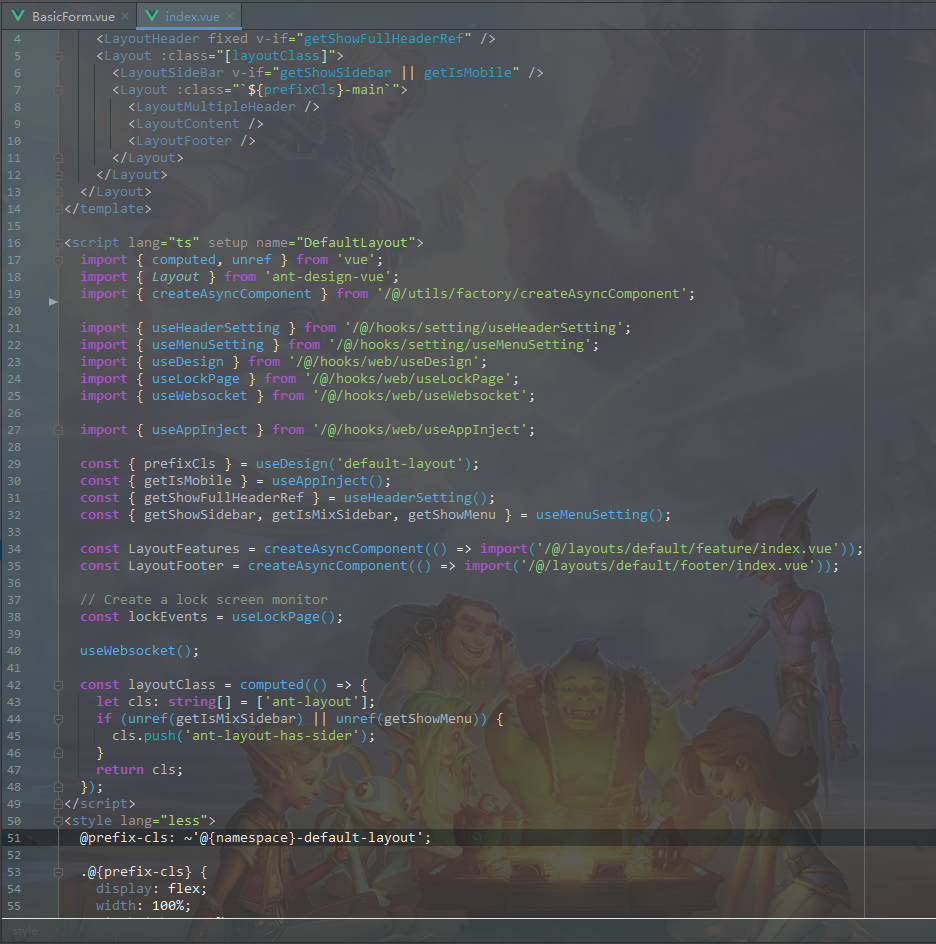 BasicForm.vue × index.vue ×
4 <LayoutHeader fixed v-if="getShowFullHeaderRef" />
5 <Layout :class="[layoutClass]">
6 <LayoutSideBar v-if="getShowSidebar || getIsMobile" />
7 <Layout :class="`${prefixCls}-main`">
8 <LayoutMultipleHeader />
9 <LayoutContent />
10 <LayoutFooter />
11 </Layout>
12 </Layout>
13 </Layout>
14 </template>
15
16 <script lang="ts" setup name="DefaultLayout">
17 import { computed, unref } from 'vue';
18 import { Layout } from 'ant-design-vue';
19 import { createAsyncComponent } from '/@/utils/factory/createAsyncComponent';
20
21 import { useHeaderSetting } from '/@/hooks/setting/useHeaderSetting';
22 import { useMenuSetting } from '/@/hooks/setting/useMenuSetting';
23 import { useDesign } from '/@/hooks/web/useDesign';
24 import { useLockPage } from '/@/hooks/web/useLockPage';
25 import { useWebsocket } from '/@/hooks/web/useWebsocket';
26
27 import { useAppInject } from '/@/hooks/web/useAppInject';
28
29 const { prefixCls } = useDesign('default-layout');
30 const { getIsMobile } = useAppInject();
31 const { getShowFullHeaderRef } = useHeaderSetting();
32 const { getShowSidebar, getIsMixSidebar, getShowMenu } = useMenuSetting();
33
34 const LayoutFeatures = createAsyncComponent(() => import('/@/layouts/default/feature/index.vue'));
35 const LayoutFooter = createAsyncComponent(() => import('/@/layouts/default/footer/index.vue'));
36
37 // Create a lock screen monitor
38 const lockEvents = useLockPage();
39
40 useWebsocket();
41
42 const layoutClass = computed(() => {
43 let cls: string[] = ['ant-layout'];
44 if (unref(getIsMixSidebar) || unref(getShowMenu)) {
45 cls.push('ant-layout-has-sider');
46 }
47 return cls;
48 });
49 </script>
50 <style lang="less">
51 @prefix-cls: ~'@{namespace}-default-layout';
52
53 .@{prefix-cls} {
54 display: flex;
55 width: 100%;
style